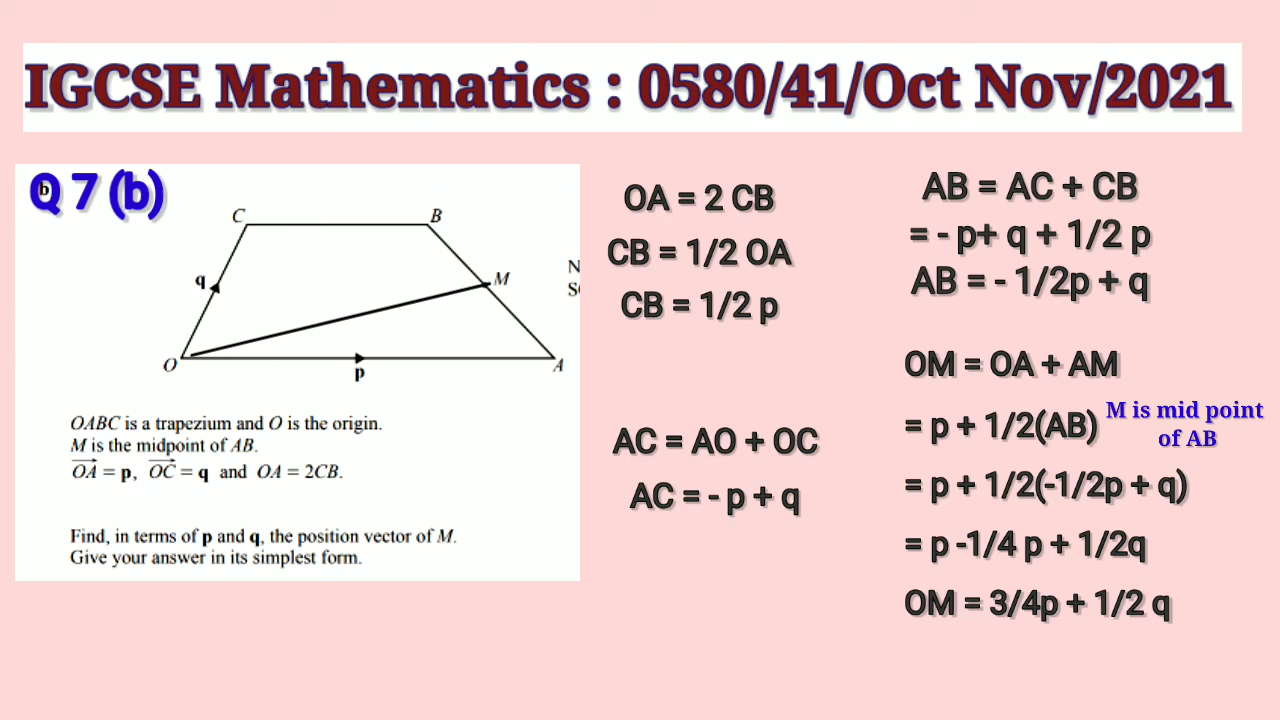 IGCSE Mathematics : 0580/41/Oct Nov/2021
Q 7 (b)
b
C
B
q
M
N
O
p
A
OABC is a trapezium and O is the origin.
M is the midpoint of AB.
OA = p, OC = q and OA = 2CB.
Find, in terms of p and q, the position vector of M.
Give your answer in its simplest form.
OA = 2 CB
CB = 1/2 OA
CB = 1/2 p
AC = AO + OC
AC = - p + q
AB = AC + CB
= - p+ q + 1/2 p
AB = - 1/2p + q
OM = OA + AM
= p + 1/2(AB)
M is mid point
of AB
= p + 1/2(-1/2p + q)
= p -1/4 p + 1/2q
OM = 3/4p + 1/2 q